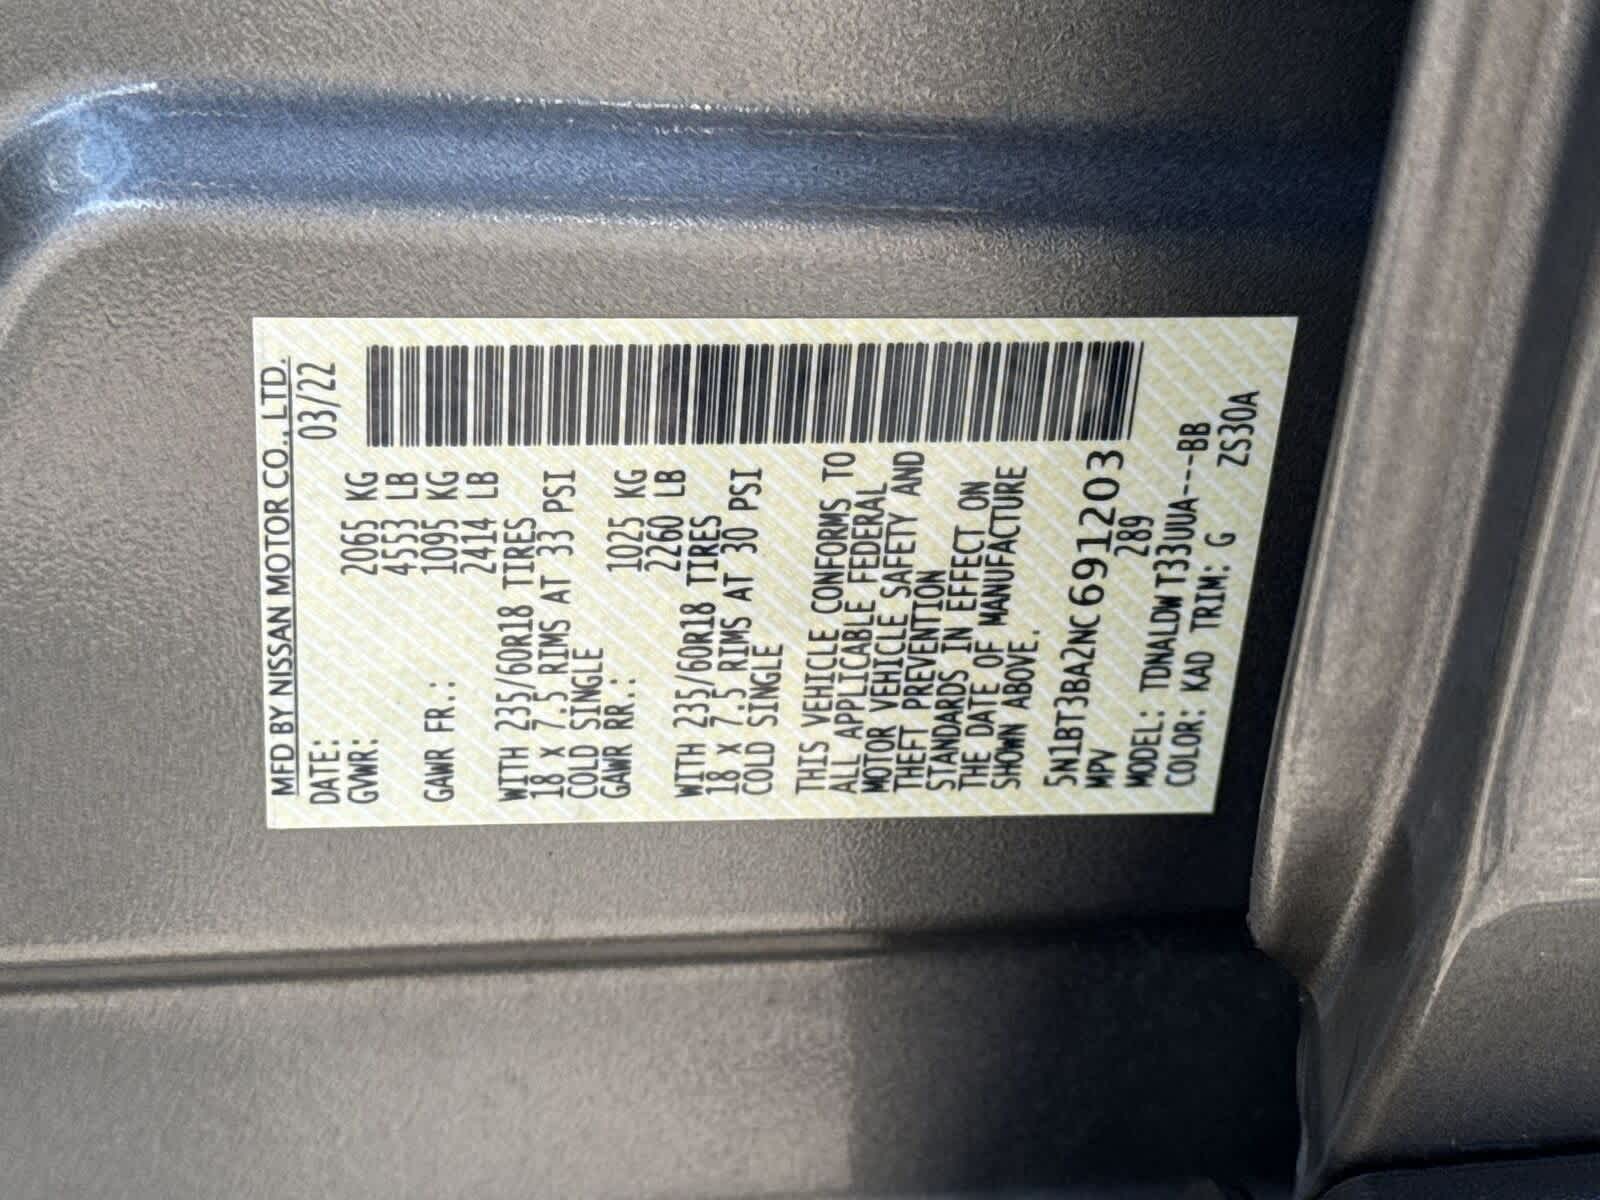 MFD BY NISSAN MOTOR CO., LTD.
DATE: 03/22
GVWR: 2065 KG
4553 LB
GAWR FR.: 1095 KG
2414 LB
WITH 235/60R18 TIRES
18 X 7.5 RIMS AT 33 PSI
COLD SINGLE
GAWR RR.: 1025 KG
2260 LB
WITH 235/60R18 TIRES
18 X 7.5 RIMS AT 30 PSI
COLD SINGLE
THIS VEHICLE CONFORMS TO
ALL APPLICABLE FEDERAL
MOTOR VEHICLE SAFETY AND
THEFT PREVENTION
STANDARDS IN EFFECT ON
THE DATE OF MANUFACTURE
SHOWN ABOVE.
5N1BT3BA2NC691203
MPV 289
MODEL: TDNALDW T33UUA----BB
COLOR: KAD TRIM: G ZS30A